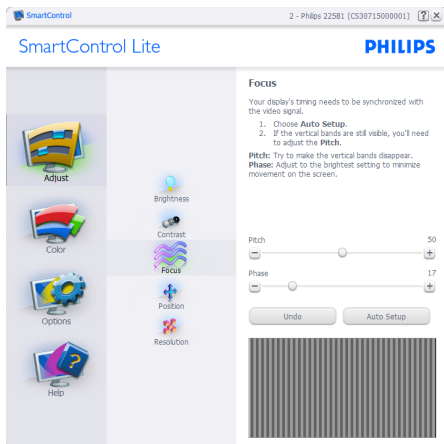 SmartControl
2 - Philips 225B1 (CS30715000001)
SmartControl Lite
PHILIPS
Adjust
Color
Options
Help
Brightness
Contrast
Focus
Position
Resolution
Focus
Your display's timing needs to be synchronized with
the video signal.
1. Choose Auto Setup.
2. If the vertical bands are still visible, you'll need
to adjust the Pitch.
Pitch: Try to make the vertical bands disappear.
Phase: Adjust to the brightest setting to minimize
movement on the screen.
Pitch 50
Phase 17
Undo
Auto Setup